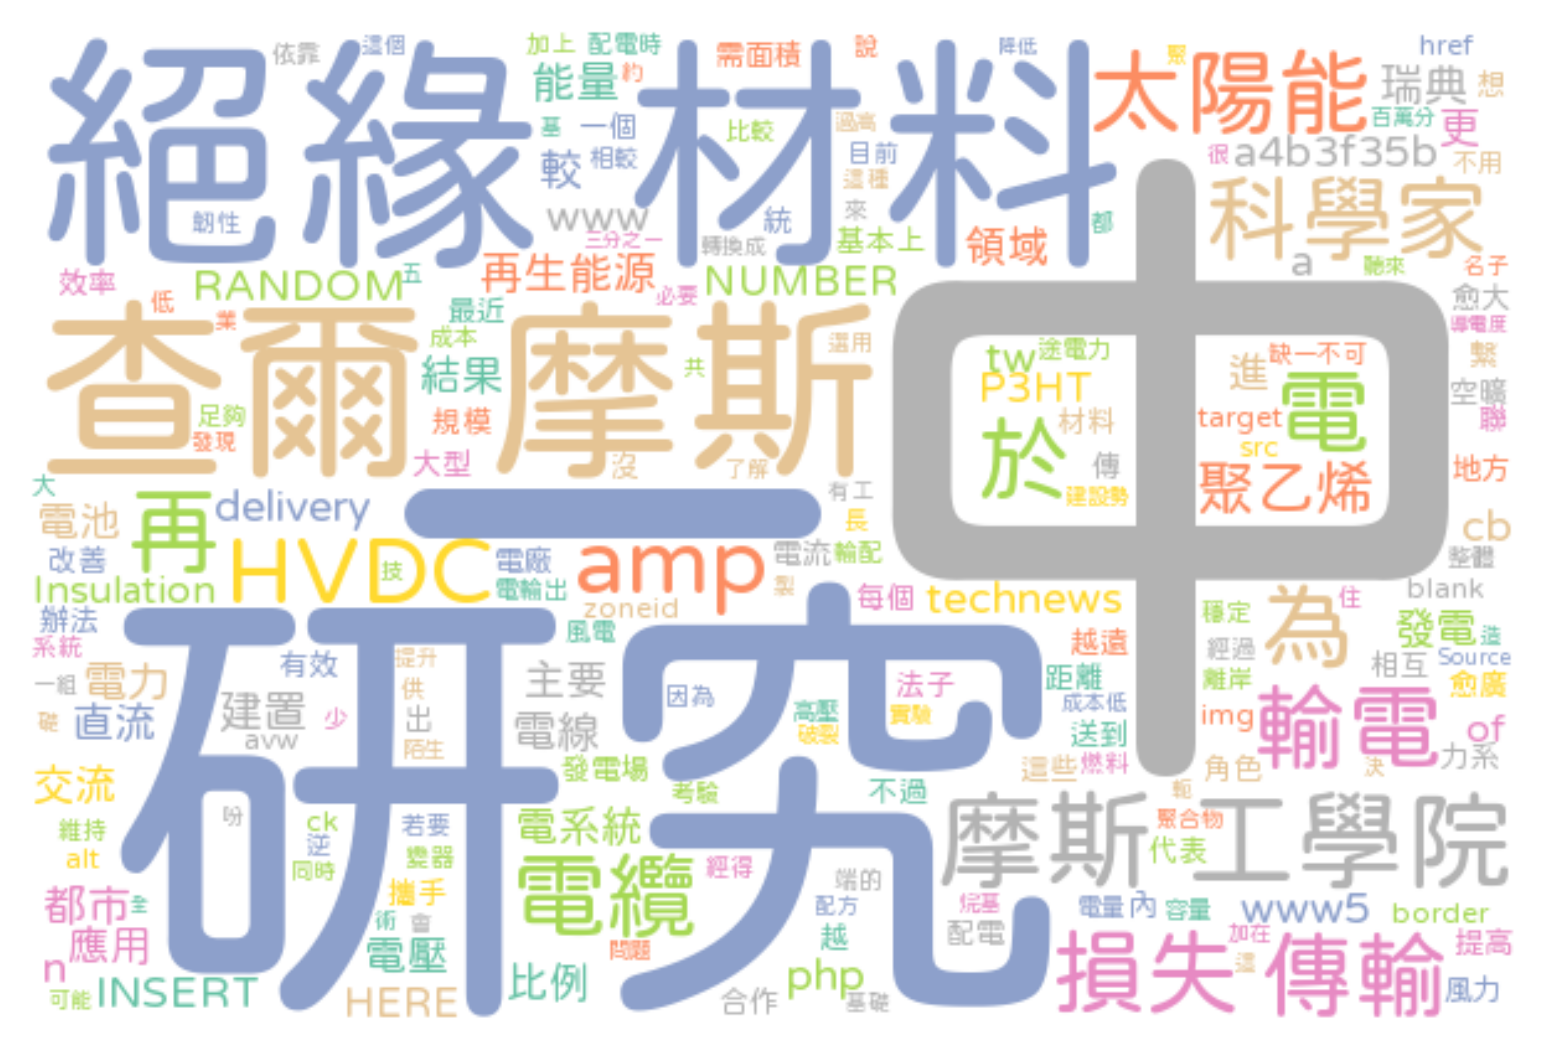 絕緣材料
依靠
這個
加上
配電時
需面積
說
降低
聚
href
能量
約
太陽能
瑞典
想
基
一個
比較
過高
百萬分
更
較
相較
目前
這種
很
a4b3f35b
不用
韌性
www
統
來
都
科學家
三分之一
轉換成
基本上
領域
a
聽來
名子
效率
RANDOM
五
再生能源
必要
NUMBER
愈大
低
業
最近
導電度
查爾摩斯
成本
還用
中
tw
途電力
進
缺一不可
繫
結果
共
P3HT
電
空曠
足夠
規模
於
材料
target
聯
發現
src
大型
沒
了解
傳
聚乙烯
地方
大
一
有工
建設勢
電池
再
delivery
長
cb
改善
HVDC
技
電廠
amp
電流
輸配
整體
Insulation
電輸出
製
每個
technews
blank
zoneid
辦法
風電
為
住
系統
研究
穩定
發電
造
有效
提升
主要
越遠
經過
相互
Source
一組
電力
供
因為
法子
距離
離岸
愈廣
建置
少
出
高壓
實驗
成本低
img
輸電
of
礎
直流
avw
陌生
電線
破裂
送到
力系
交流
發電場
這些
燃料
角色
決
考驗
不過
軛
吩
維持
ck
若要
電系統
摩斯工學院
聚合物
alt
逆
變器
代表
同時
電纜
經得
端的
都市
全
攜手
配方
烷基
電量
內
容量
www5
border
應用
術
會
越
配電
加在
提高
n
電壓
問題
損失
這
傳輸
可能
INSERT
HERE
比例
合作
php
基礎
風力